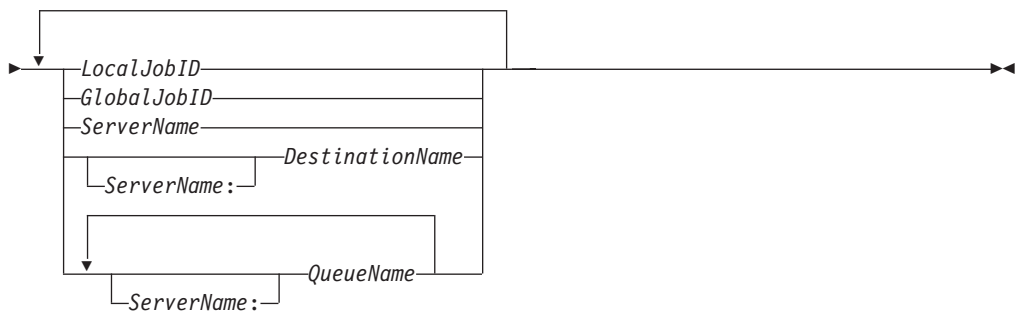 LocalJobID
GlobalJobID
ServerName
DestinationName
ServerName:
QueueName
ServerName: